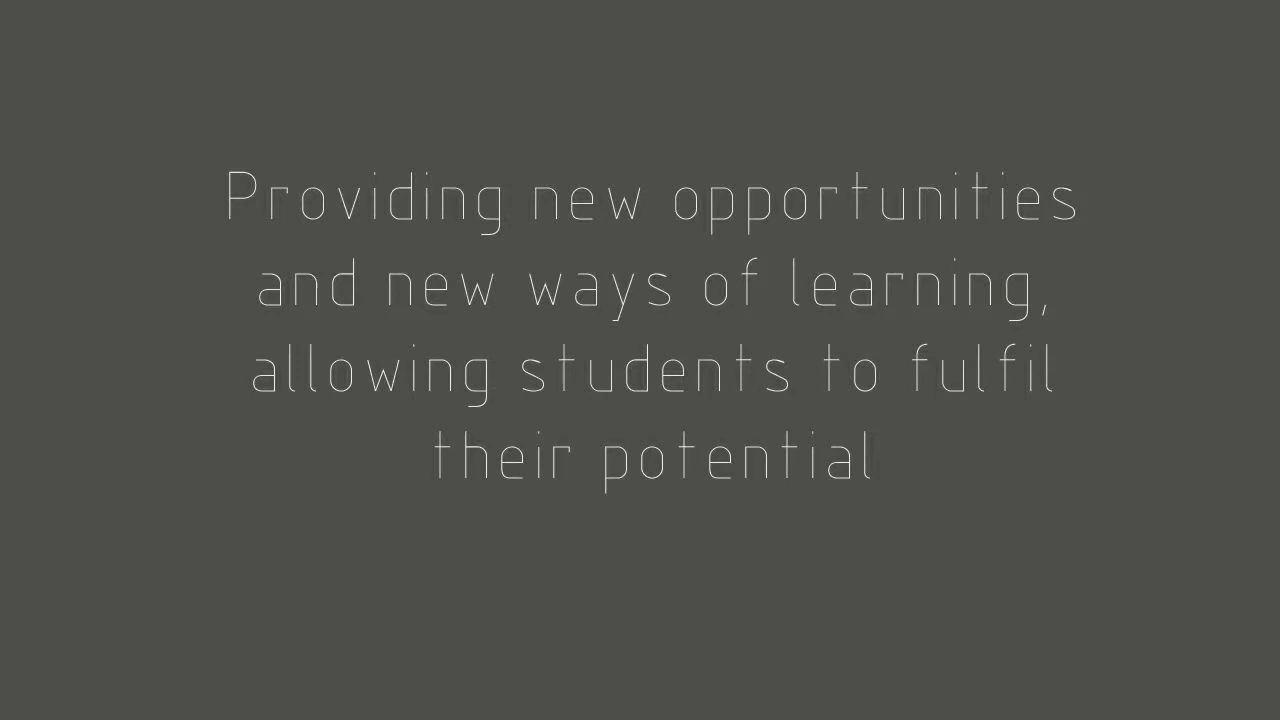 Providing new opportunities
and new ways of learning,
allowing students to fulfil
their potential